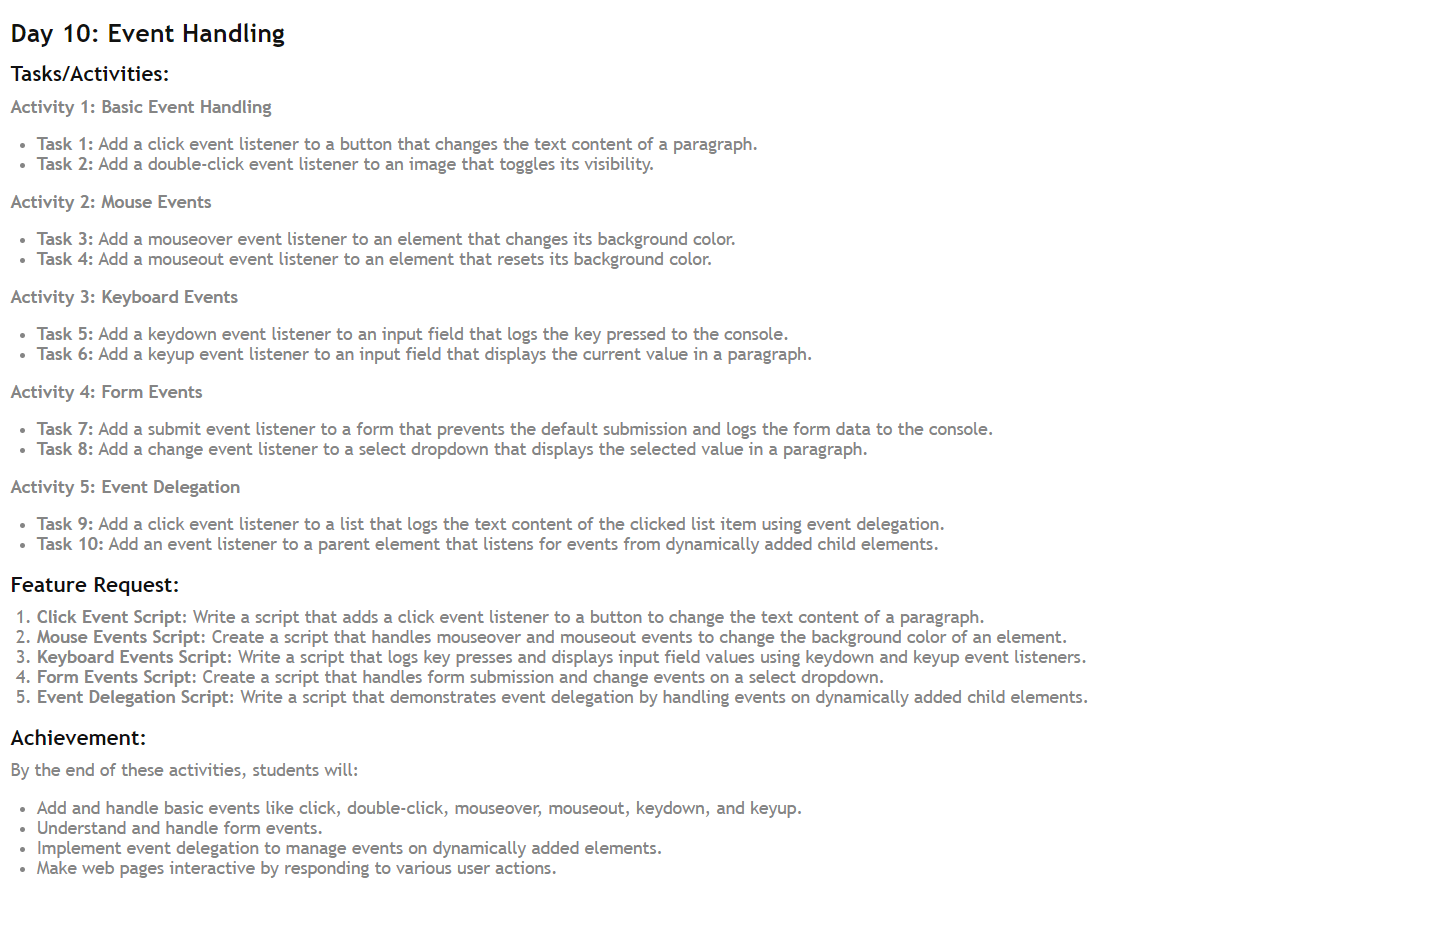 Day 10: Event Handling
Tasks/Activities:
Activity 1: Basic Event Handling
• Task 1: Add a click event listener to a button that changes the text content of a paragraph.
• Task 2: Add a double-click event listener to an image that toggles its visibility.
Activity 2: Mouse Events
• Task 3: Add a mouseover event listener to an element that changes its background color.
• Task 4: Add a mouseout event listener to an element that resets its background color.
Activity 3: Keyboard Events
• Task 5: Add a keydown event listener to an input field that logs the key pressed to the console.
• Task 6: Add a keyup event listener to an input field that displays the current value in a paragraph.
Activity 4: Form Events
• Task 7: Add a submit event listener to a form that prevents the default submission and logs the form data to the console.
• Task 8: Add a change event listener to a select dropdown that displays the selected value in a paragraph.
Activity 5: Event Delegation
• Task 9: Add a click event listener to a list that logs the text content of the clicked list item using event delegation.
• Task 10: Add an event listener to a parent element that listens for events from dynamically added child elements.
Feature Request:
1. Click Event Script: Write a script that adds a click event listener to a button to change the text content of a paragraph.
2. Mouse Events Script: Create a script that handles mouseover and mouseout events to change the background color of an element.
3. Keyboard Events Script: Write a script that logs key presses and displays input field values using keydown and keyup event listeners.
4. Form Events Script: Create a script that handles form submission and change events on a select dropdown.
5. Event Delegation Script: Write a script that demonstrates event delegation by handling events on dynamically added child elements.
Achievement:
By the end of these activities, students will:
• Add and handle basic events like click, double-click, mouseover, mouseout, keydown, and keyup.
• Understand and handle form events.
• Implement event delegation to manage events on dynamically added elements.
• Make web pages interactive by responding to various user actions.